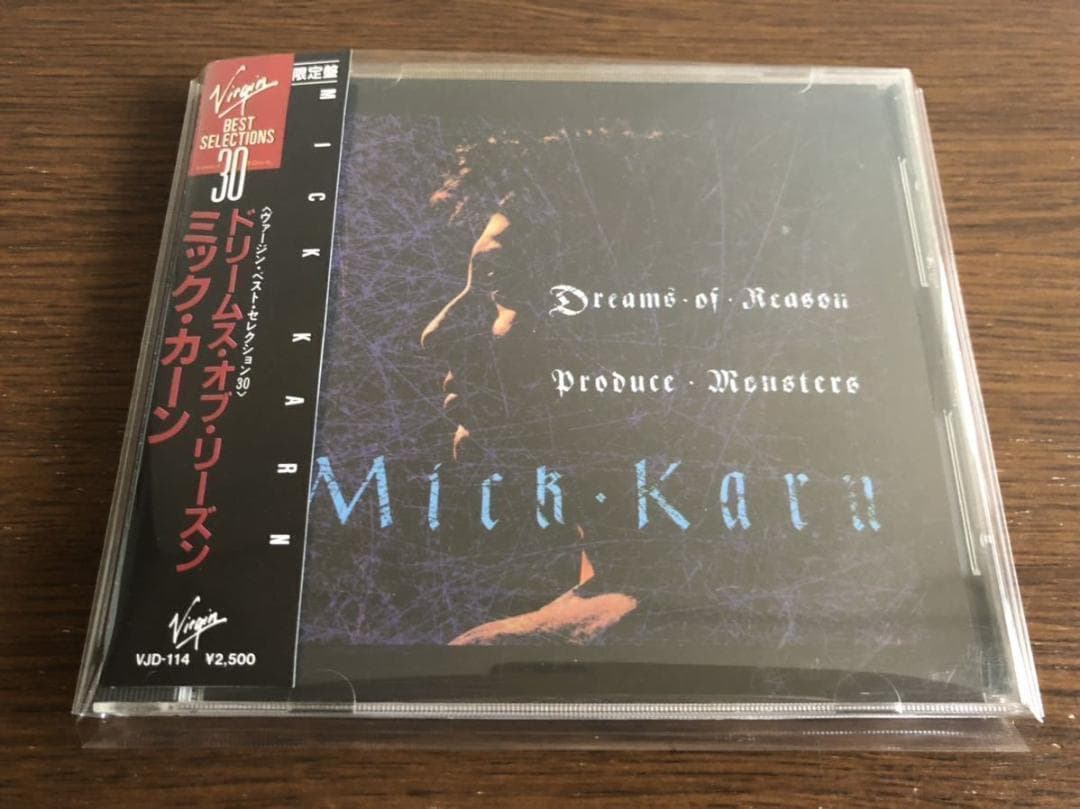 Virgin
BEST
SELECTIONS
30
限定盤
MICK KARN
〈ヴァージン・ベスト・セレクション30〉
ドリームス・オブ・リーズン
ミック・カーン
Virgin
VJD-114 ¥2,500
Dreams·of·Reason
Produce·Monsters
Mick·Karn